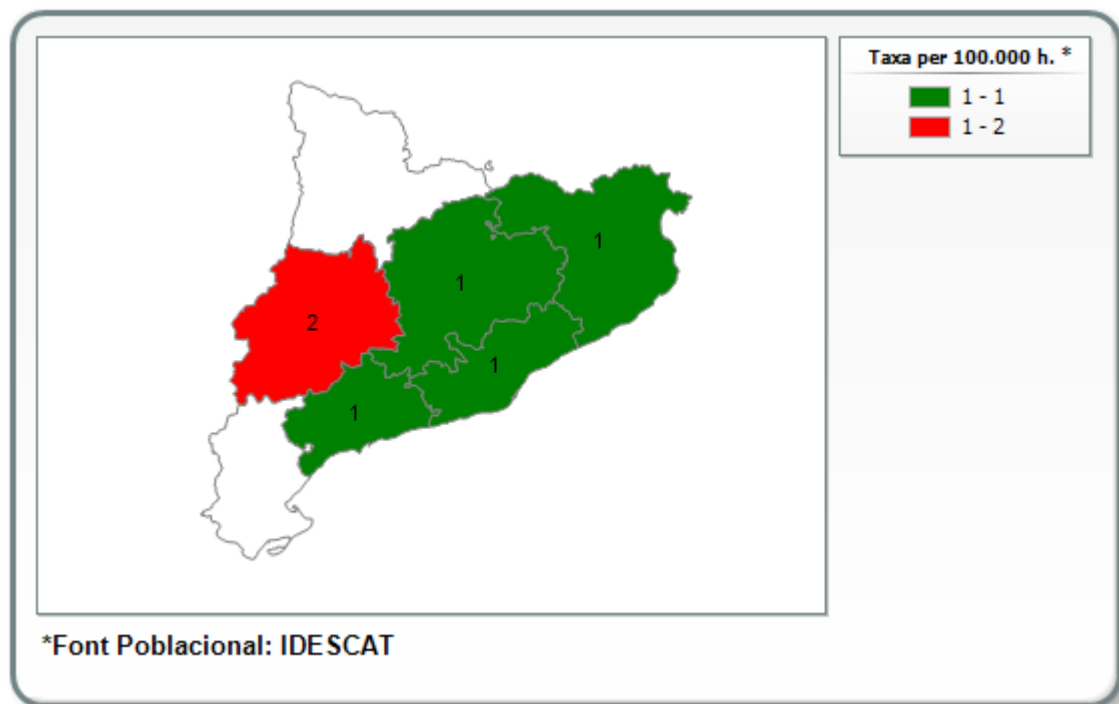 Taxa per 100.000 h. *
1 - 1
1 - 2
1
1
2
1
1
*Font Poblacional: IDESCAT